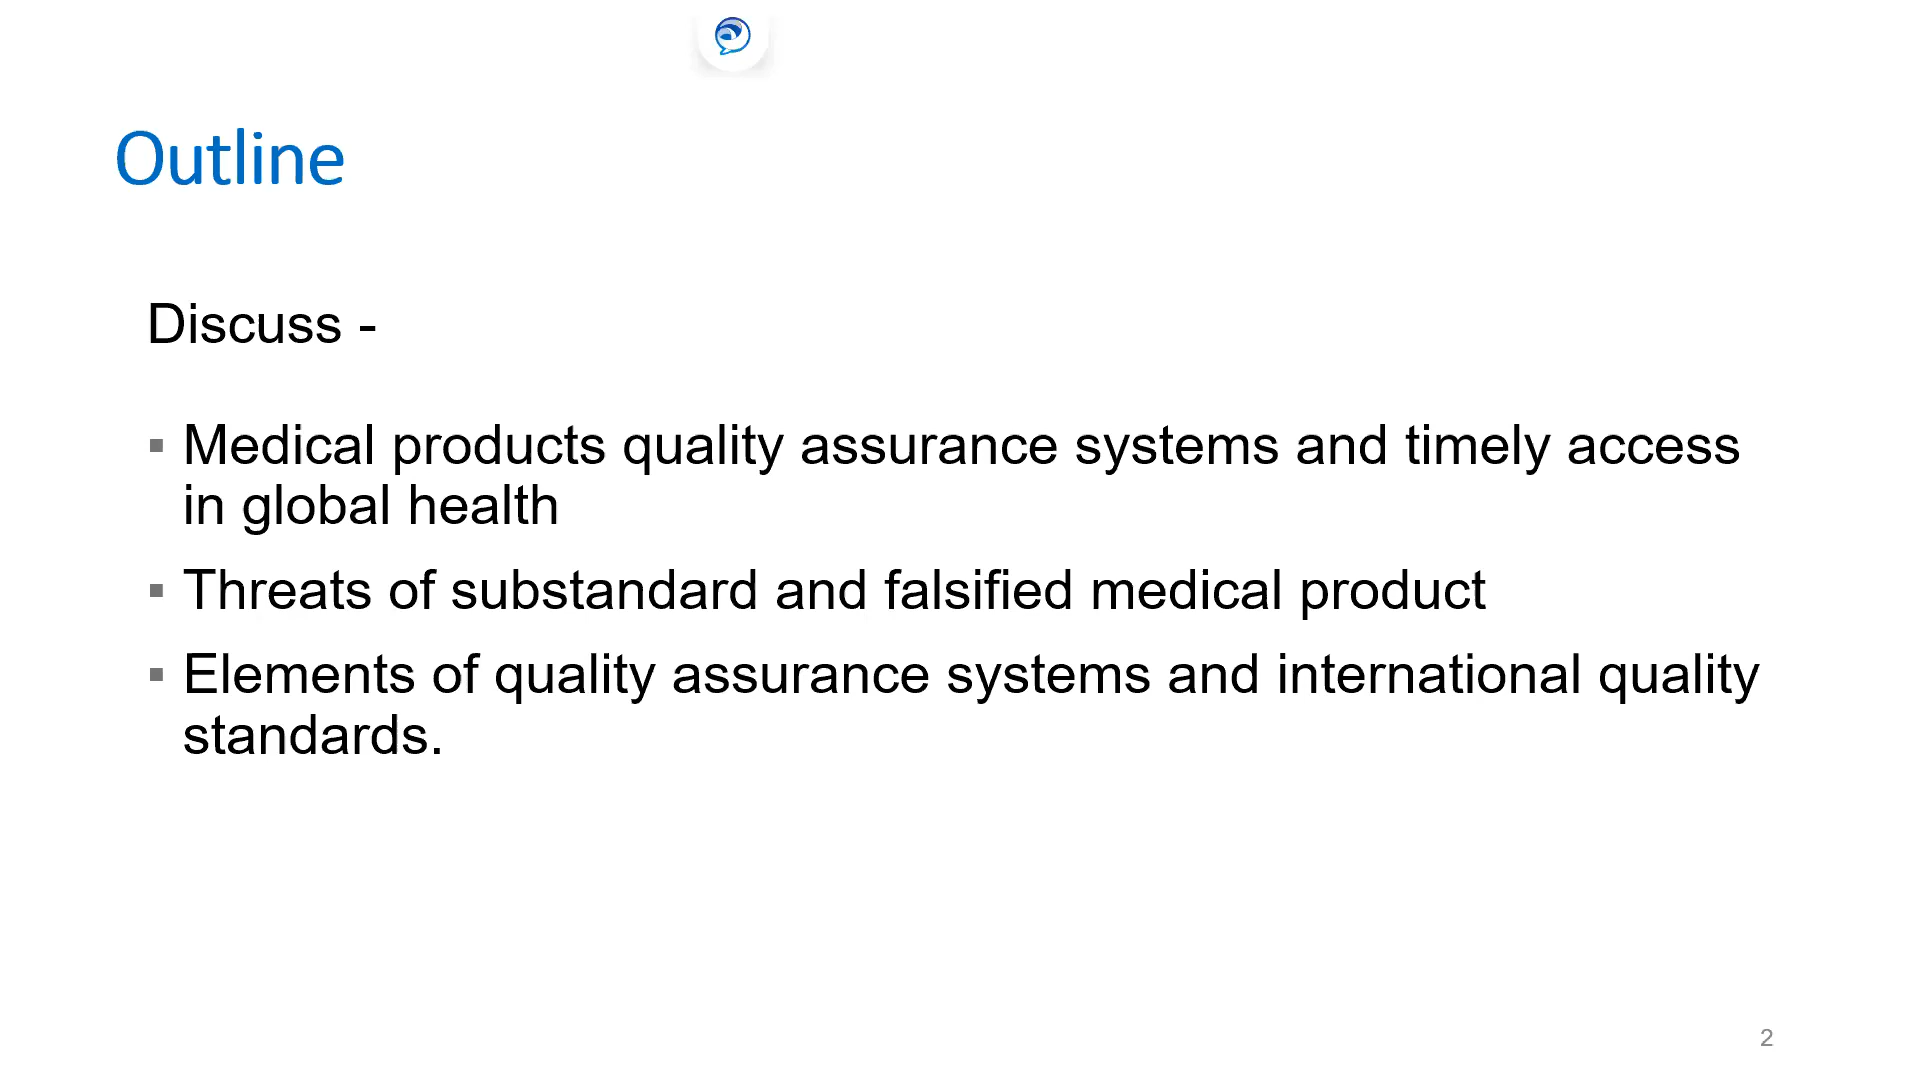 Outline
Discuss -
▪ Medical products quality assurance systems and timely access
in global health
▪ Threats of substandard and falsified medical product
▪ Elements of quality assurance systems and international quality
standards.
2